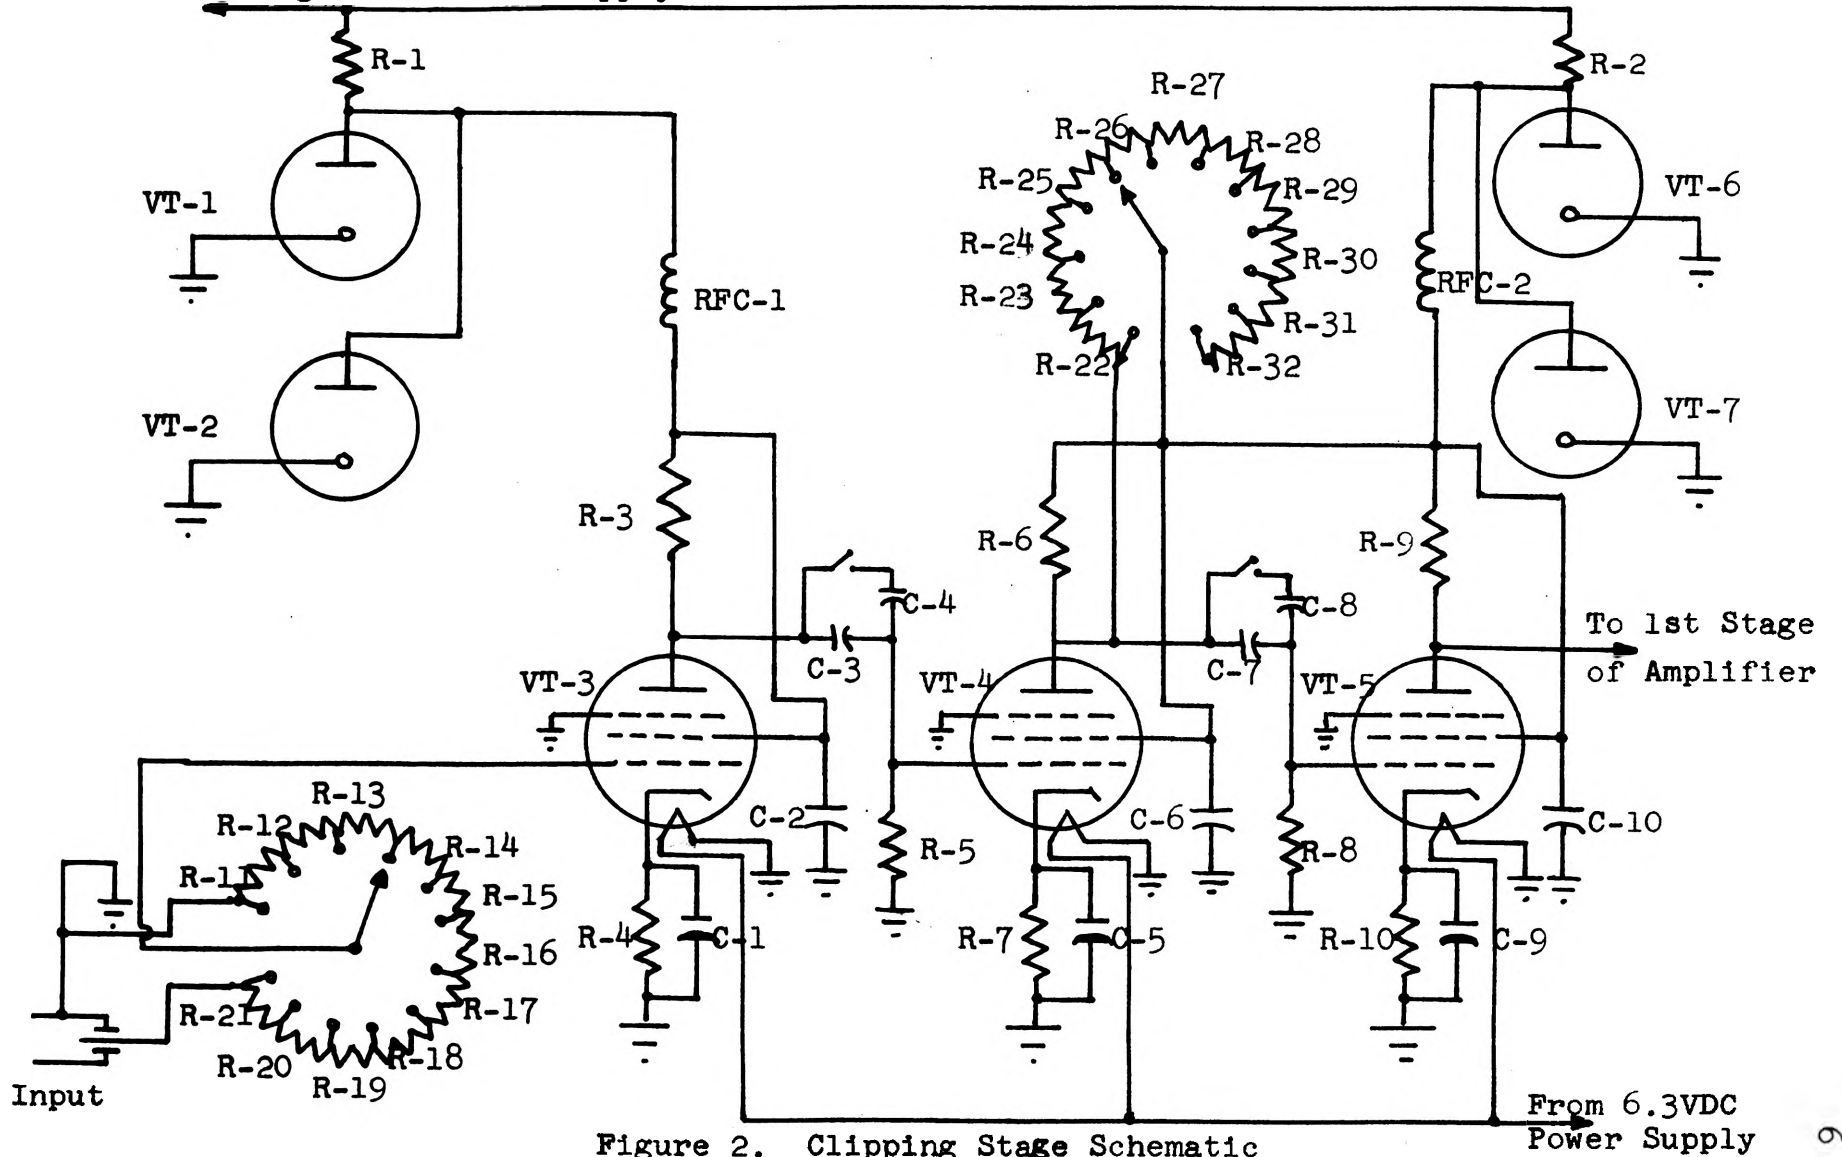 R-1
R-2
R-27
R-26
R-28
R-25
R-29
VT-1
VT-6
R-24
R-30
RFC-1
RFC-2
R-23
R-31
R-22
R-32
VT-2
VT-7
R-3
R-6
R-9
C-4
C-8
To 1st Stage
of Amplifier
C-3
C-7
VT-3
VT-4
VT-5
R-13
R-12
R-14
C-2
C-6
C-10
R-5
R-8
R-11
R-15
R-4
C-1
R-7
C-5
R-10
C-9
R-16
R-21
R-17
R-20
R-18
R-19
Input
From 6.3VDC
Power Supply
Figure 2. Clipping Stage Schematic
6